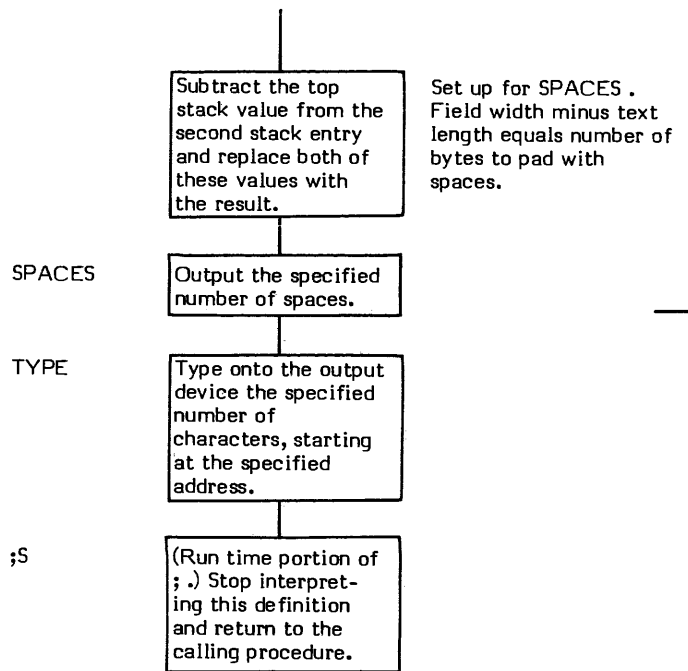 Subtract the top
stack value from the
second stack entry
and replace both of
these values with
the result.
Set up for SPACES .
Field width minus text
length equals number of
bytes to pad with
spaces.
SPACES
Output the specified
number of spaces.
TYPE
Type onto the output
device the specified
number of
characters, starting
at the specified
address.
;S
(Run time portion of
; .) Stop interpret-
ing this definition
and return to the
calling procedure.